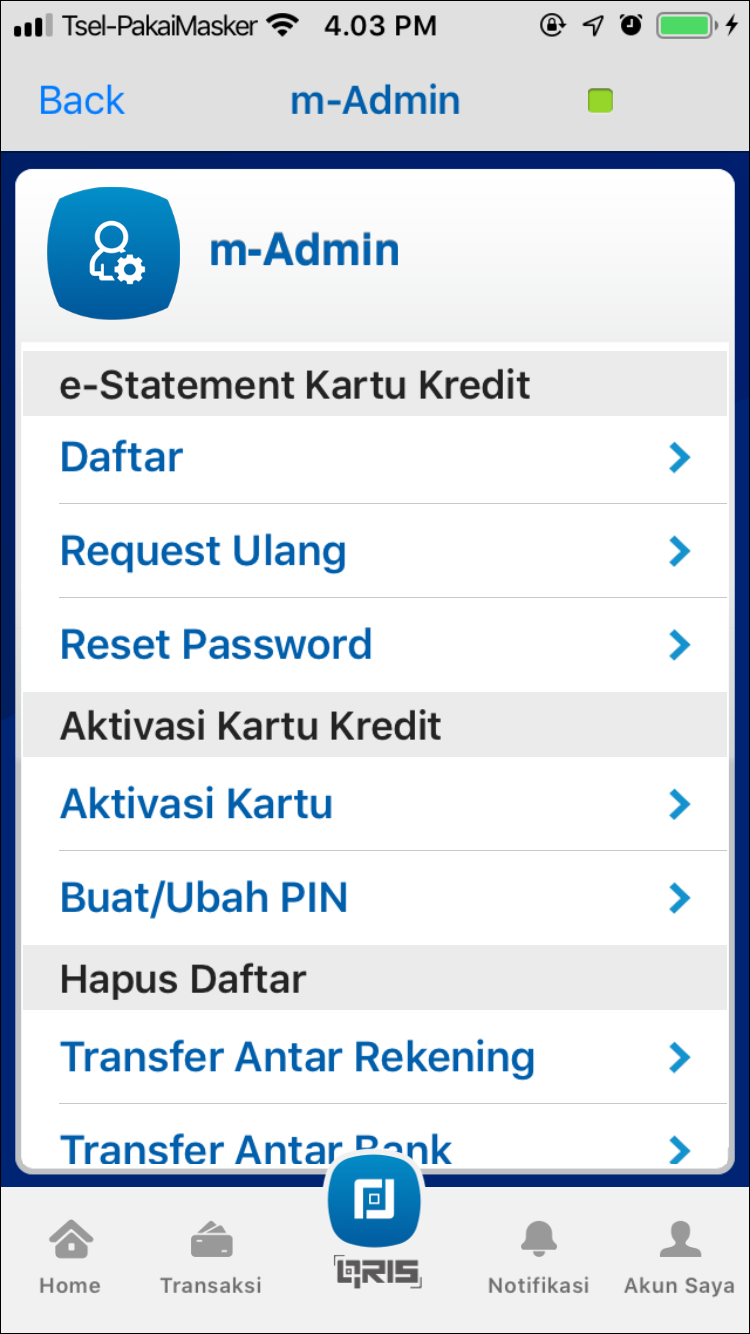 Tsel-PakaiMasker 4.03 PM
Back m-Admin
m-Admin
e-Statement Kartu Kredit
Daftar
Request Ulang
Reset Password
Aktivasi Kartu Kredit
Aktivasi Kartu
Buat/Ubah PIN
Hapus Daftar
Transfer Antar Rekening
Transfer Antar Bank
QRIS
Home Transaksi Notifikasi Akun Saya